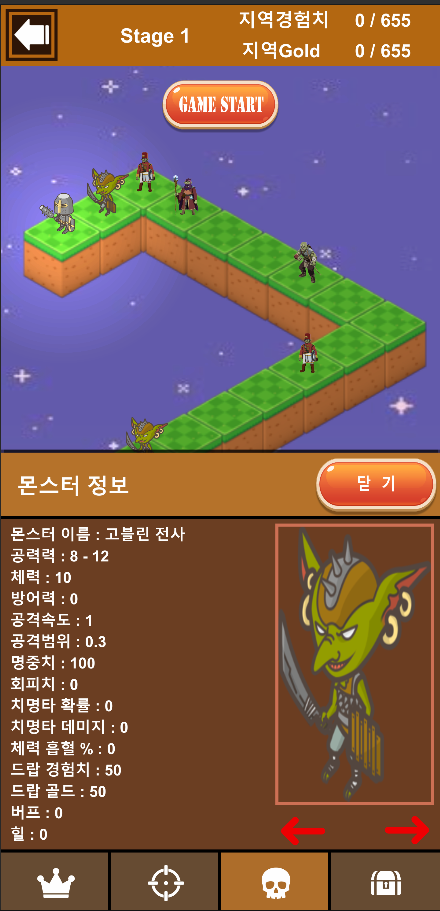 Stage 1
지역경험치 0 / 655
지역Gold 0 / 655
GAME START
몬스터 정보
닫 기
몬스터 이름 : 고블린 전사
공력력 : 8 - 12
체력 : 10
방어력 : 0
공격속도 : 1
공격범위 : 0.3
명중치 : 100
회피치 : 0
치명타 확률 : 0
치명타 데미지 : 0
체력 흡혈 % : 0
드랍 경험치 : 50
드랍 골드 : 50
버프 : 0
힐 : 0